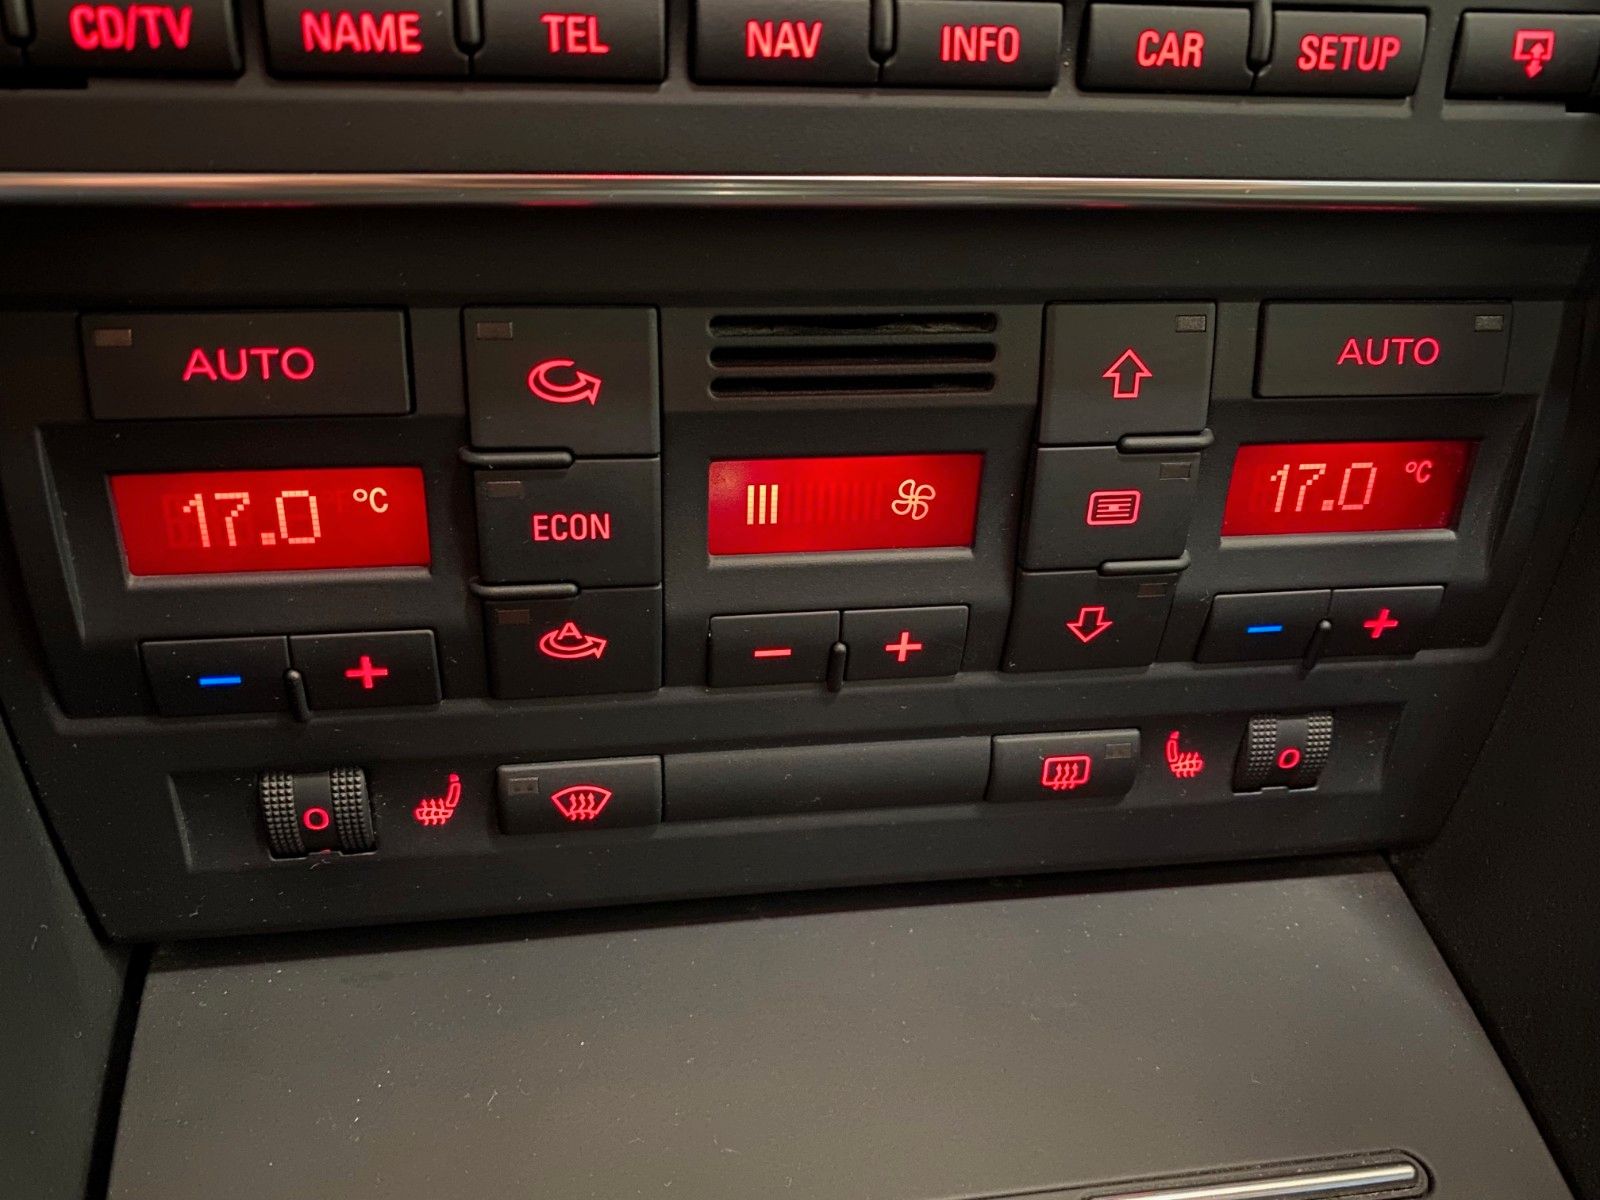 CD/TV NAME TEL NAV INFO CAR SETUP
AUTO AUTO
17.0 °C 17.0 °C
ECON
A
O O